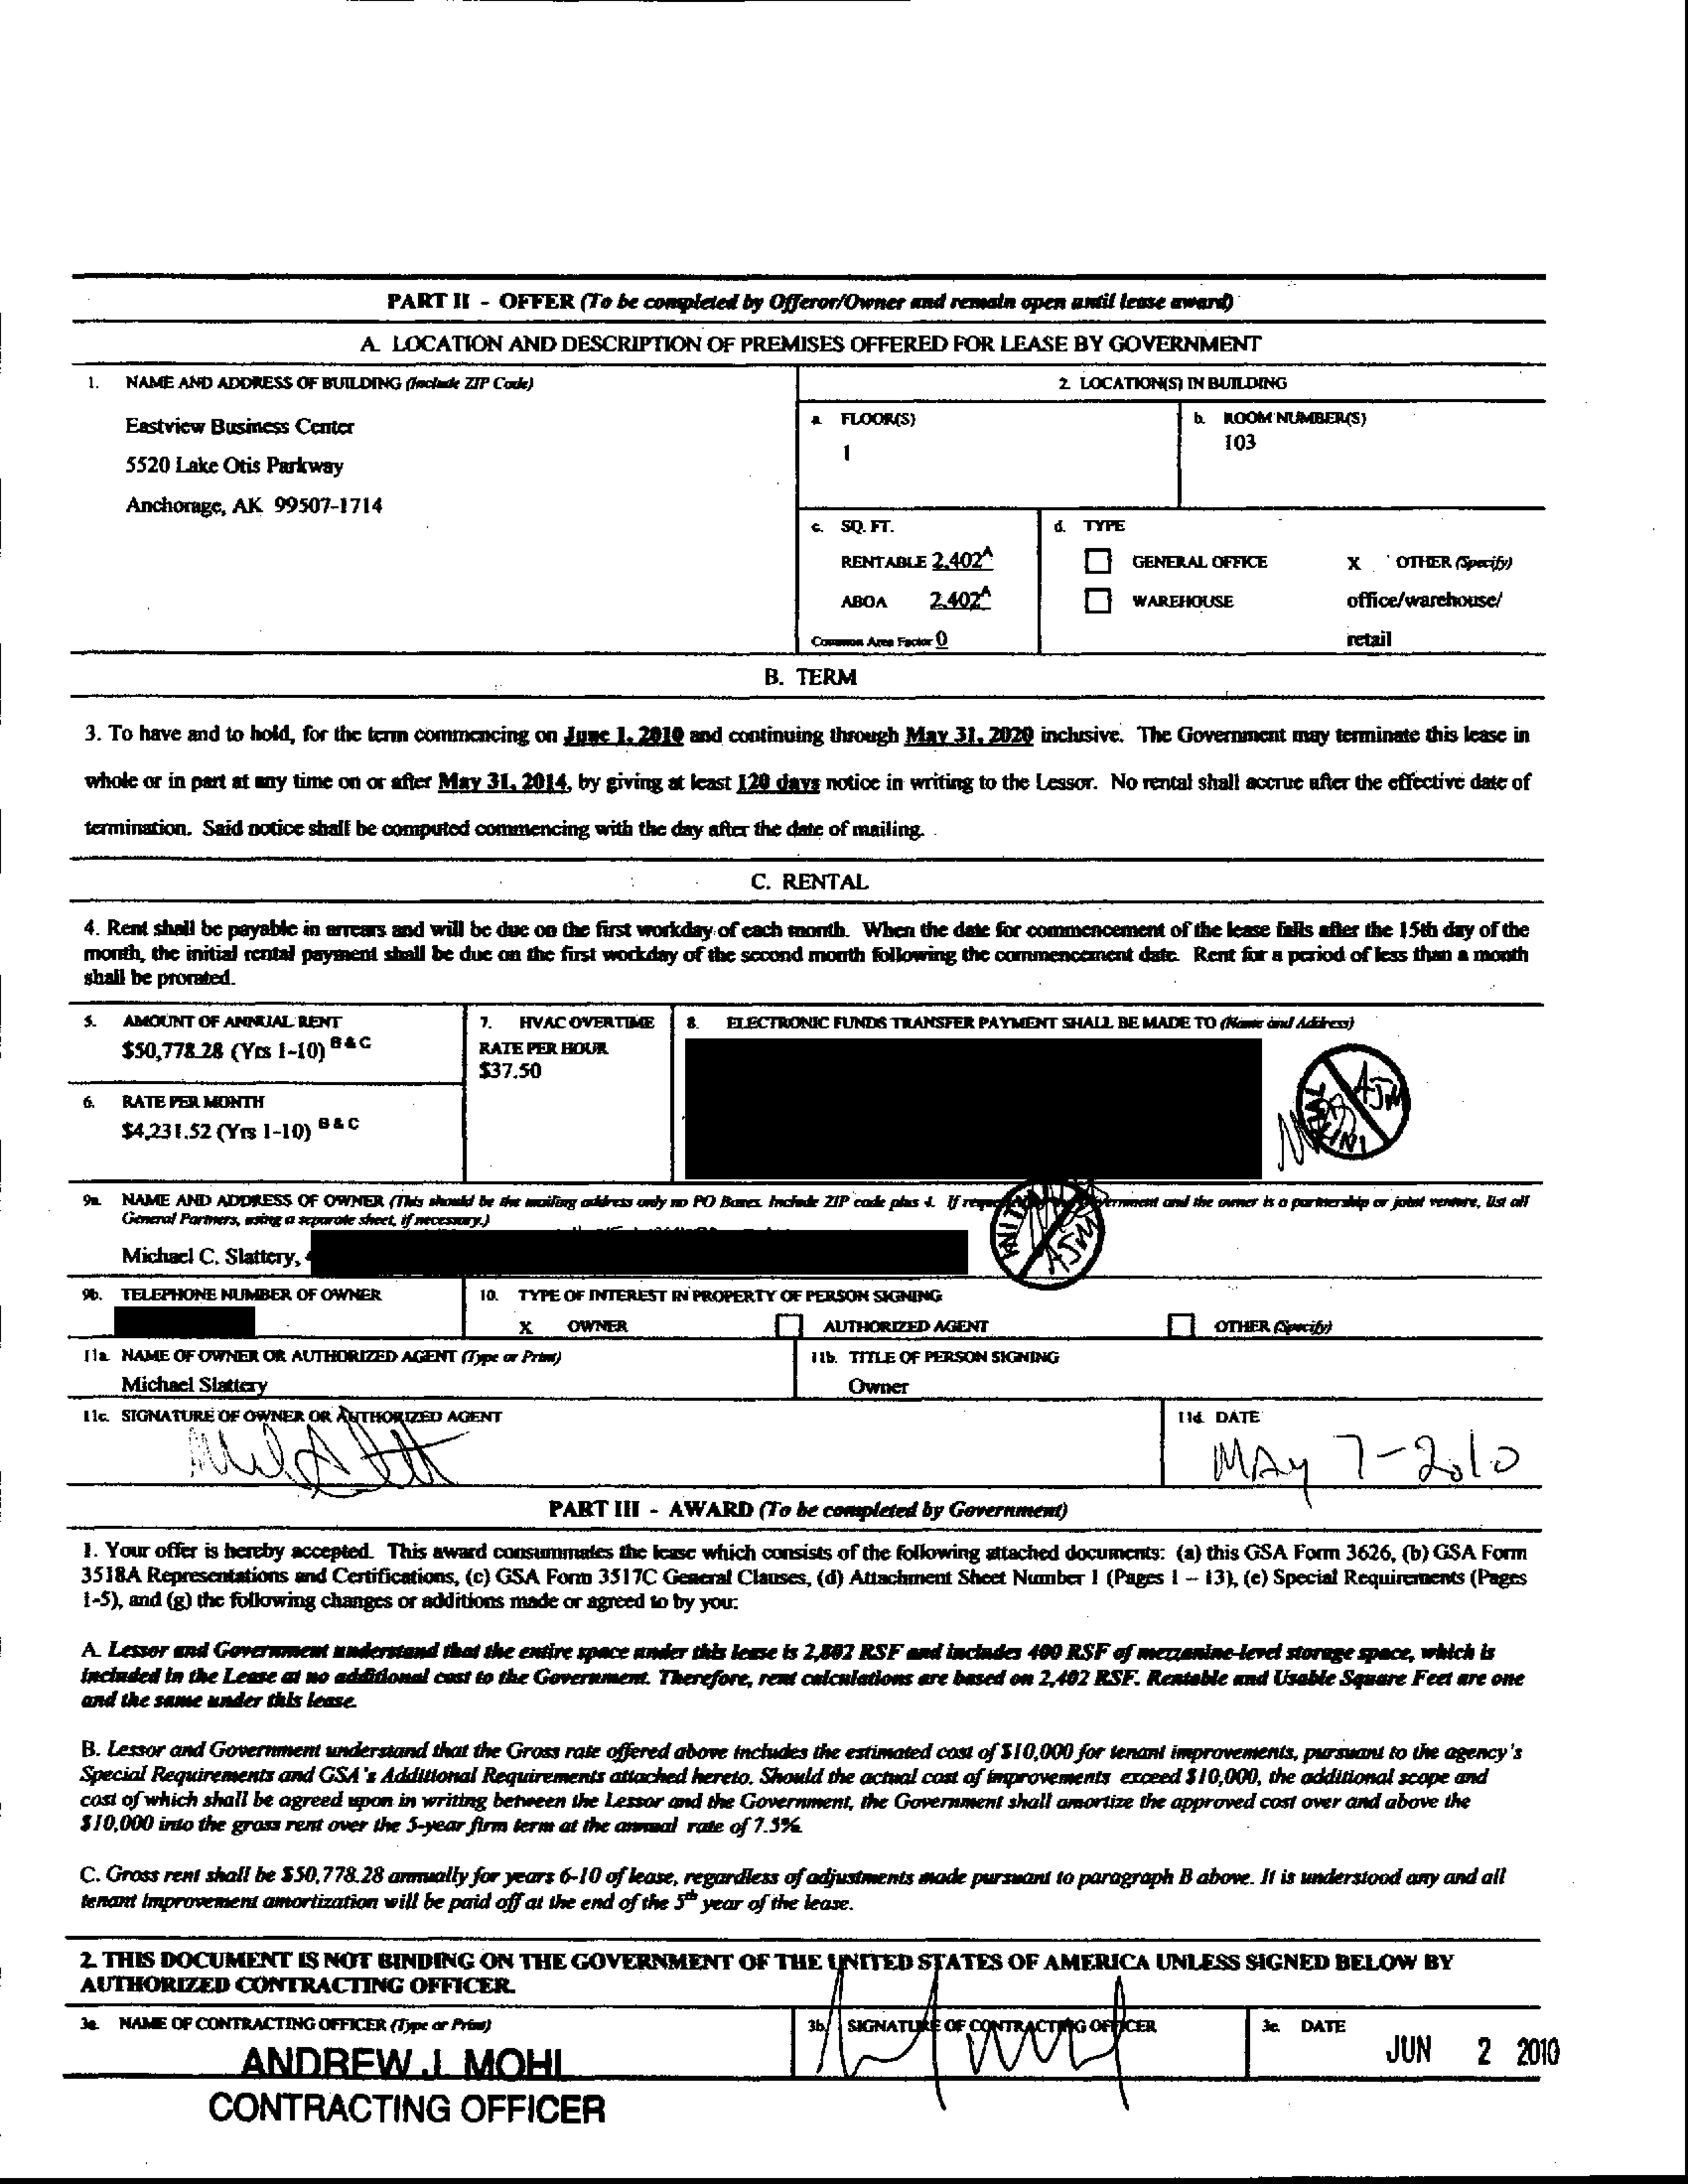 PART II - OFFER (To be completed by Offeror/Owner and remain open until lease award)
A. LOCATION AND DESCRIPTION OF PREMISES OFFERED FOR LEASE BY GOVERNMENT
1. NAME AND ADDRESS OF BUILDING (Include ZIP Code)
Eastview Business Center
5520 Lake Otis Parkway
Anchorage, AK 99507-1714
2. LOCATION(S) IN BUILDING
a. FLOOR(S)
1
b. ROOM NUMBER(S)
103
c. SQ. FT.
RENTABLE 2,402A
ABOA 2,402A
Common Area Factor 0
d. TYPE
GENERAL OFFICE X OTHER (Specify)
WAREHOUSE office/warehouse/
retail
B. TERM
3. To have and to hold, for the term commencing on June 1, 2010 and continuing through May 31, 2020 inclusive. The Government may terminate this lease in
whole or in part at any time on or after May 31, 2014, by giving at least 120 days notice in writing to the Lessor. No rental shall accrue after the effective date of
termination. Said notice shall be computed commencing with the day after the date of mailing.
C. RENTAL
4. Rent shall be payable in arrears and will be due on the first workday of each month. When the date for commencement of the lease falls after the 15th day of the
month, the initial rental payment shall be due on the first workday of the second month following the commencement date. Rent for a period of less than a month
shall be prorated.
5. AMOUNT OF ANNUAL RENT
$50,778.28 (Yrs 1-10) B & C
6. RATE PER MONTH
$4,231.52 (Yrs 1-10) B & C
7. HVAC OVERTIME
RATE PER HOUR
$37.50
8. ELECTRONIC FUNDS TRANSFER PAYMENT SHALL BE MADE TO (Name and Address)
INITIAL AJM
9a. NAME AND ADDRESS OF OWNER (This should be the mailing address only no PO Boxes. Include ZIP code plus 4. If and the owner is a partnership or joint venture, list all
General Partners, using a separate sheet, if necessary.)
INITIAL AJM
Michael C. Slattery,
9b. TELEPHONE NUMBER OF OWNER
10. TYPE OF INTEREST IN PROPERTY OF PERSON SIGNING
X OWNER AUTHORIZED AGENT OTHER (Specify)
11a. NAME OF OWNER OR AUTHORIZED AGENT (Type or Print)
Michael Slattery
11b. TITLE OF PERSON SIGNING
Owner
11c. SIGNATURE OF OWNER OR AUTHORIZED AGENT
11d. DATE
MAY 7-2010
PART III - AWARD (To be completed by Government)
1. Your offer is hereby accepted. This award consummates the lease which consists of the following attached documents: (a) this GSA Form 3626, (b) GSA Form
3518A Representations and Certifications, (c) GSA Form 3517C General Clauses, (d) Attachment Sheet Number 1 (Pages 1 – 13), (e) Special Requirements (Pages
1-5), and (g) the following changes or additions made or agreed to by you:
A. Lessor and Government understand that the entire space under this lease is 2,802 RSF and includes 400 RSF of mezzanine-level storage space, which is
included in the Lease at no additional cost to the Government. Therefore, rent calculations are based on 2,402 RSF. Rentable and Usable Square Feet are one
and the same under this lease.
B. Lessor and Government understand that the Gross rate offered above includes the estimated cost of $10,000 for tenant improvements, pursuant to the agency's
Special Requirements and GSA's Additional Requirements attached hereto. Should the actual cost of improvements exceed $10,000, the additional scope and
cost of which shall be agreed upon in writing between the Lessor and the Government, the Government shall amortize the approved cost over and above the
$10,000 into the gross rent over the 5-year firm term at the annual rate of 7.5%.
C. Gross rent shall be $50,778.28 annually for years 6-10 of lease, regardless of adjustments made pursuant to paragraph B above. It is understood any and all
tenant improvement amortization will be paid off at the end of the 5th year of the lease.
2. THIS DOCUMENT IS NOT BINDING ON THE GOVERNMENT OF THE UNITED STATES OF AMERICA UNLESS SIGNED BELOW BY
AUTHORIZED CONTRACTING OFFICER.
3a. NAME OF CONTRACTING OFFICER (Type or Print)
ANDREW J. MOHL
CONTRACTING OFFICER
3b. SIGNATURE OF CONTRACTING OFFICER
3c. DATE
JUN 2 2010